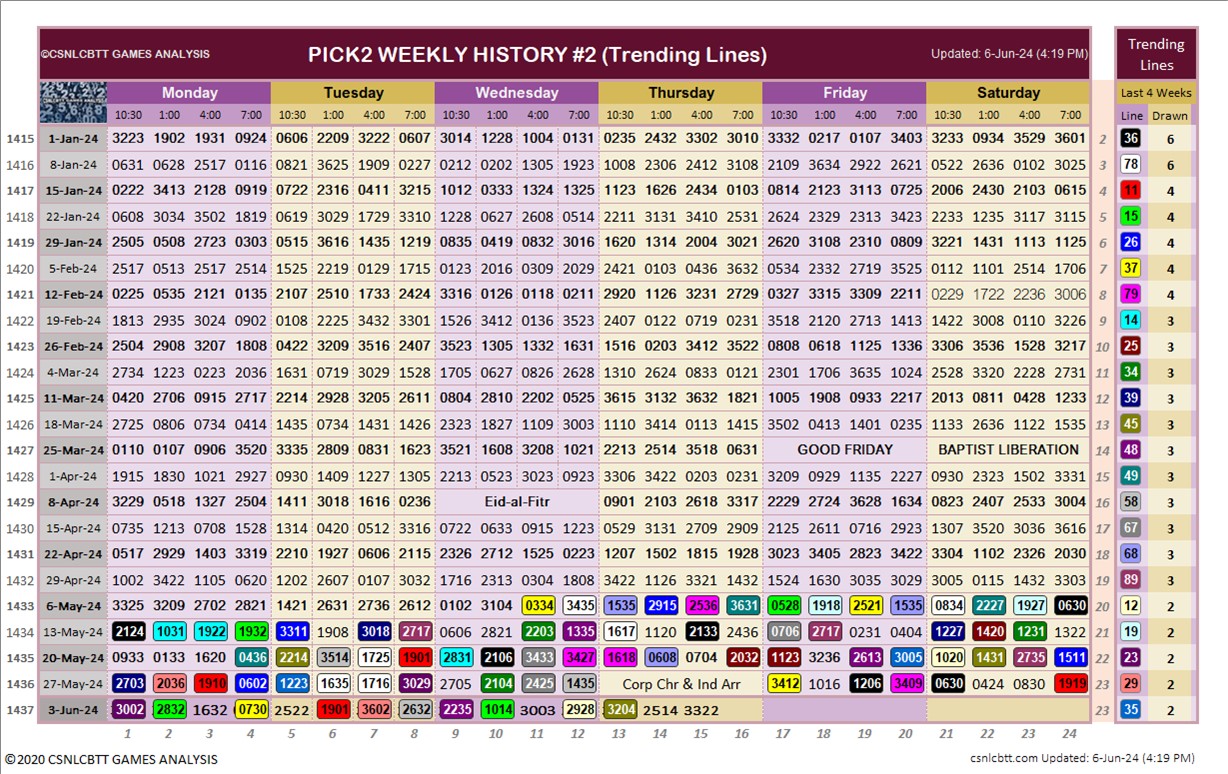 ©CSNLCBTT GAMES ANALYSIS PICK2 WEEKLY HISTORY #2 (Trending Lines) Updated: 6-Jun-24 (4:19 PM) Trending Lines
Monday Tuesday Wednesday Thursday Friday Saturday Last 4 Weeks
10:30 1:00 4:00 7:00 10:30 1:00 4:00 7:00 10:30 1:00 4:00 7:00 10:30 1:00 4:00 7:00 10:30 1:00 4:00 7:00 10:30 1:00 4:00 7:00 Line Drawn
1415 1-Jan-24 3223 1902 1931 0924 0606 2209 3222 0607 3014 1228 1004 0131 0235 2432 3302 3010 3332 0217 0107 3403 3233 0934 3529 3601 2 36 6
1416 8-Jan-24 0631 0628 2517 0116 0821 3625 1909 0227 0212 0202 1305 1923 1008 2306 2412 3108 2109 3634 2922 2621 0522 2636 0102 3025 3 78 6
1417 15-Jan-24 0222 3413 2128 0919 0722 2316 0411 3215 1012 0333 1324 1325 1123 1626 2434 0103 0814 2123 3113 0725 2006 2430 2103 0615 4 11 4
1418 22-Jan-24 0608 3034 3502 1819 0619 3029 1729 3310 1228 0627 2608 0514 2211 3131 3410 2531 2624 2329 2313 3423 2233 1235 3117 3115 5 15 4
1419 29-Jan-24 2505 0508 2723 0303 0515 3616 1435 1219 0835 0419 0832 3016 1620 1314 2004 3021 2620 3108 2310 0809 3221 1431 1113 1125 6 26 4
1420 5-Feb-24 2517 0513 2517 2514 1525 2219 0129 1715 0123 2016 0309 2029 2421 0103 0436 3632 0534 2332 2719 3525 0112 1101 2514 1706 7 37 4
1421 12-Feb-24 0225 0535 2121 0135 2107 2510 1733 2427 3316 0126 0118 0211 2920 1126 3231 2729 0327 3315 3309 2211 0229 1722 2236 3006 8 79 4
1422 19-Feb-24 1813 2935 3024 0902 0108 2225 3432 3301 1526 3412 0136 3523 2407 0122 0719 0231 3518 2120 2713 1413 1422 3008 0110 3226 9 14 3
1423 26-Feb-24 2504 2908 3207 1808 0422 3209 3516 2407 3523 1305 1332 1631 1516 0203 3412 3522 0808 0618 1125 1336 3306 3536 1528 3217 10 25 3
1424 4-Mar-24 2734 1223 0223 2036 1631 0719 3029 1528 1705 0627 0826 2628 1310 2624 0833 0121 2301 1706 3635 1024 2528 3320 2228 2731 11 34 3
1425 11-Mar-24 0420 2706 0915 2717 2214 2928 3205 2611 0804 2810 2202 0525 3615 3132 3632 1821 1005 1908 0933 2217 2013 0811 0428 1233 12 39 3
1426 18-Mar-24 2725 0806 0734 0414 1435 0734 1431 1426 2323 1827 1109 3003 1110 3414 0113 1415 3502 0413 1401 0235 1133 2636 1122 1535 13 45 3
1427 25-Mar-24 0110 0107 0906 3520 3335 2809 0831 1623 3521 1608 3208 1021 2213 2514 3518 0631 GOOD FRIDAY BAPTIST LIBERATION 14 48 3
1428 1-Apr-24 1915 1830 1021 2927 0930 1409 1227 1305 2213 0523 3023 0923 3306 3422 0203 0231 3209 0929 1135 2227 0930 2323 1502 3331 15 49 3
1429 8-Apr-24 3229 0518 1327 2504 1411 3018 1616 0236 Eid-al-Fitr 0901 2103 2618 3317 2229 2724 3628 1634 0823 2407 2533 3004 16 58 3
1430 15-Apr-24 0735 1213 0708 1528 1314 0420 0512 3316 0722 0633 0915 1223 0529 3131 2709 2909 2125 2611 0716 2923 1307 3520 3036 3616 17 67 3
1431 22-Apr-24 0517 2929 1403 3319 2210 1927 0606 2115 2326 2712 1525 0223 1207 1502 1815 1928 3023 3405 2823 3422 3304 1102 2326 2030 18 68 3
1432 29-Apr-24 1002 3422 1105 0620 1202 2607 0107 3032 1716 2313 0304 1808 3422 1126 3321 1432 1524 1630 3035 3029 3005 0115 1432 3303 19 89 3
1433 6-May-24 3325 3209 2702 2821 1421 2631 2736 2612 0102 3104 0334 3435 1535 2915 2536 3631 0528 1918 2521 1535 0834 2227 1927 0630 20 12 2
1434 13-May-24 2124 1031 1922 1932 3311 1908 3018 2717 0606 2821 2203 1335 1617 1120 2133 2436 0706 2717 0231 0404 1227 1420 1231 1322 21 19 2
1435 20-May-24 0933 0133 1620 0436 2214 3514 1725 1901 2831 2106 3433 3427 1618 0608 0704 2032 1123 3236 2613 3005 1020 1431 2735 1511 22 23 2
1436 27-May-24 2703 2036 1910 0602 1223 1635 1716 3029 2705 2104 2425 1435 Corp Chr & Ind Arr 3412 1016 1206 3409 0630 0424 0830 1919 23 29 2
1437 3-Jun-24 3002 2832 1632 0730 2522 1901 3602 2632 2235 1014 3003 2928 3204 2514 3322 23 35 2
1 2 3 4 5 6 7 8 9 10 11 12 13 14 15 16 17 18 19 20 21 22 23 24
©2020 CSNLCBTT GAMES ANALYSIS csnlcbtt.com Updated: 6-Jun-24 (4:19 PM)